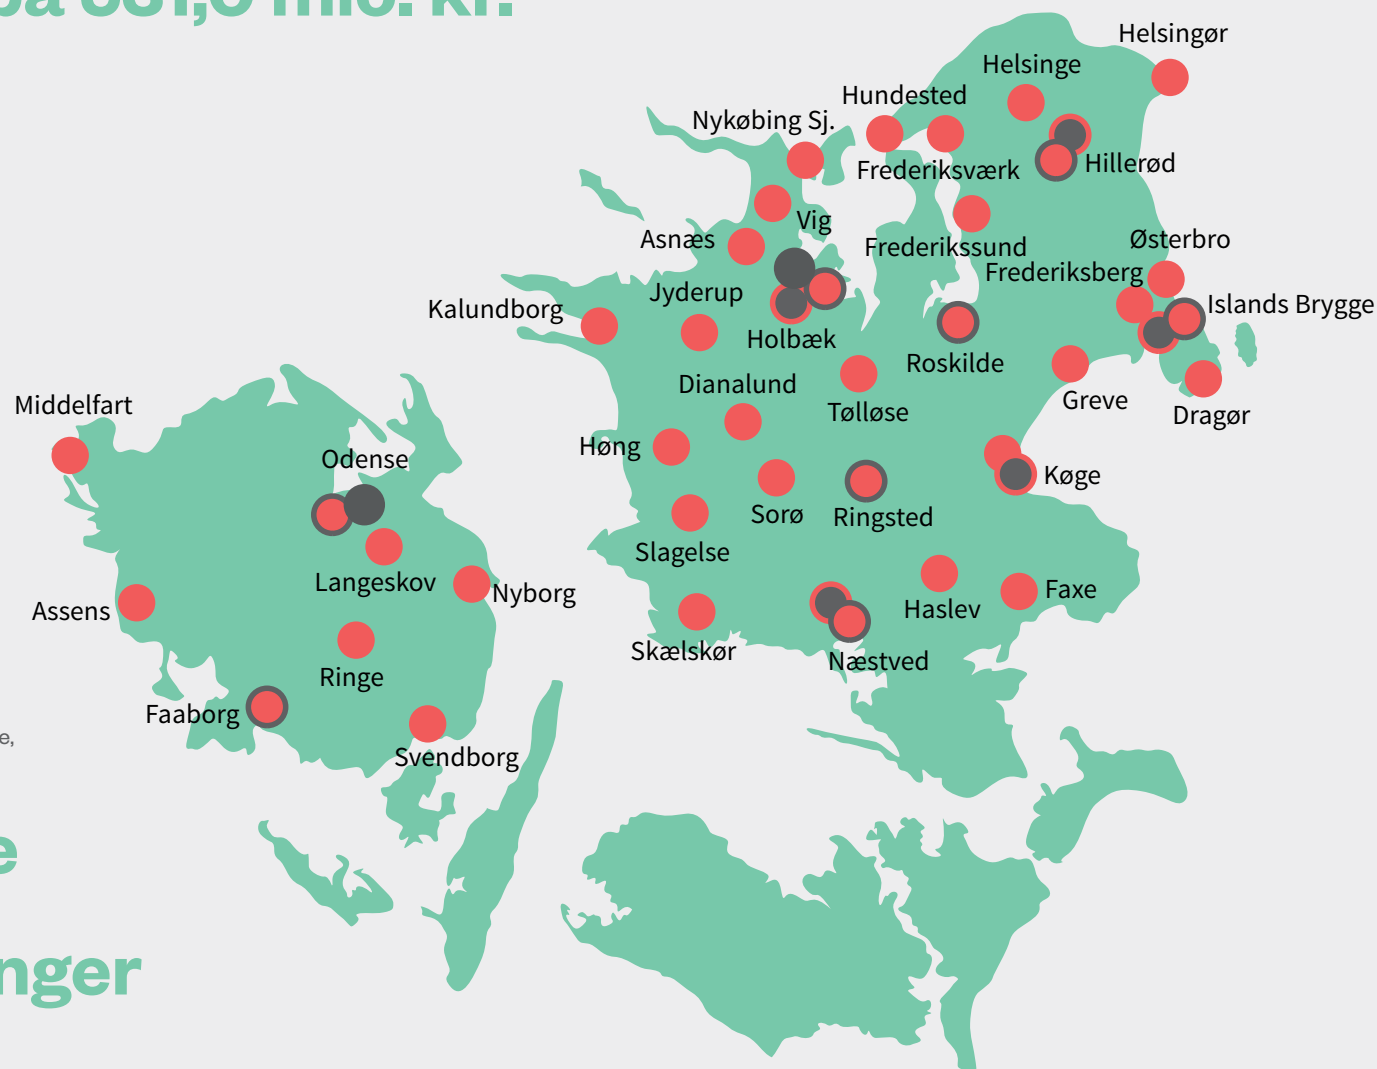 mio. kr.
Helsingør
Helsinge
Hundested
Nykøbing Sj.
Hillerød
Frederiksværk
Vig
Asnæs
Frederikssund
Østerbro
Frederiksberg
Jyderup
Islands Brygge
Kalundborg
Holbæk
Roskilde
Dianalund
Greve
Middelfart
Tølløse
Dragør
Høng
Odense
Køge
Sorø
Ringsted
Slagelse
Langeskov
Nyborg
Faxe
Assens
Haslev
Skælskør
Næstved
Ringe
Faaborg
e,
Svendborg
e
nger